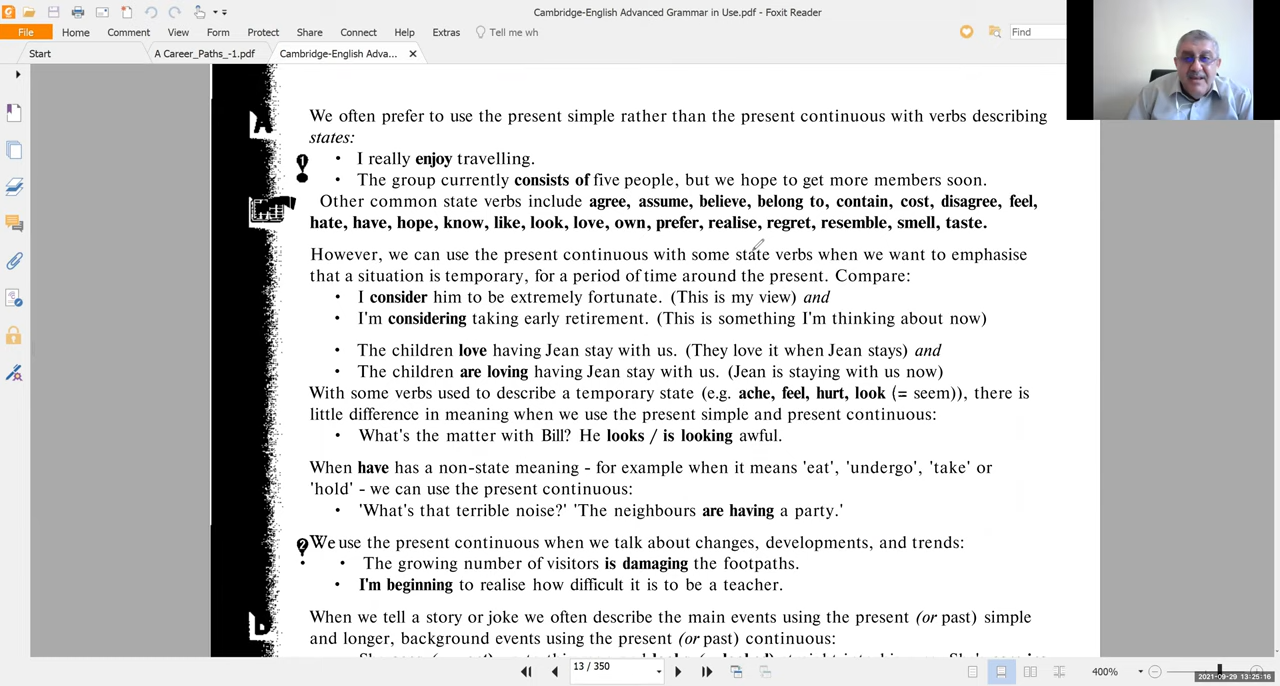 Cambridge-English Advanced Grammar in Use.pdf - Foxit Reader
File Home Comment View Form Protect Share Connect Help Extras Tell me wh Find
Start A Career_Paths_-1.pdf Cambridge-English Adva...
A We often prefer to use the present simple rather than the present continuous with verbs describing
states:
1 • I really enjoy travelling.
• The group currently consists of five people, but we hope to get more members soon.
Other common state verbs include agree, assume, believe, belong to, contain, cost, disagree, feel,
hate, have, hope, know, like, look, love, own, prefer, realise, regret, resemble, smell, taste.
However, we can use the present continuous with some state verbs when we want to emphasise
that a situation is temporary, for a period of time around the present. Compare:
• I consider him to be extremely fortunate. (This is my view) and
• I'm considering taking early retirement. (This is something I'm thinking about now)
• The children love having Jean stay with us. (They love it when Jean stays) and
• The children are loving having Jean stay with us. (Jean is staying with us now)
With some verbs used to describe a temporary state (e.g. ache, feel, hurt, look (= seem)), there is
little difference in meaning when we use the present simple and present continuous:
• What's the matter with Bill? He looks / is looking awful.
When have has a non-state meaning - for example when it means 'eat', 'undergo', 'take' or
'hold' - we can use the present continuous:
• 'What's that terrible noise?' 'The neighbours are having a party.'
2 We use the present continuous when we talk about changes, developments, and trends:
• The growing number of visitors is damaging the footpaths.
• I'm beginning to realise how difficult it is to be a teacher.
When we tell a story or joke we often describe the main events using the present (or past) simple
and longer, background events using the present (or past) continuous:
13 / 350
400%
2021-09-29 13:25:16